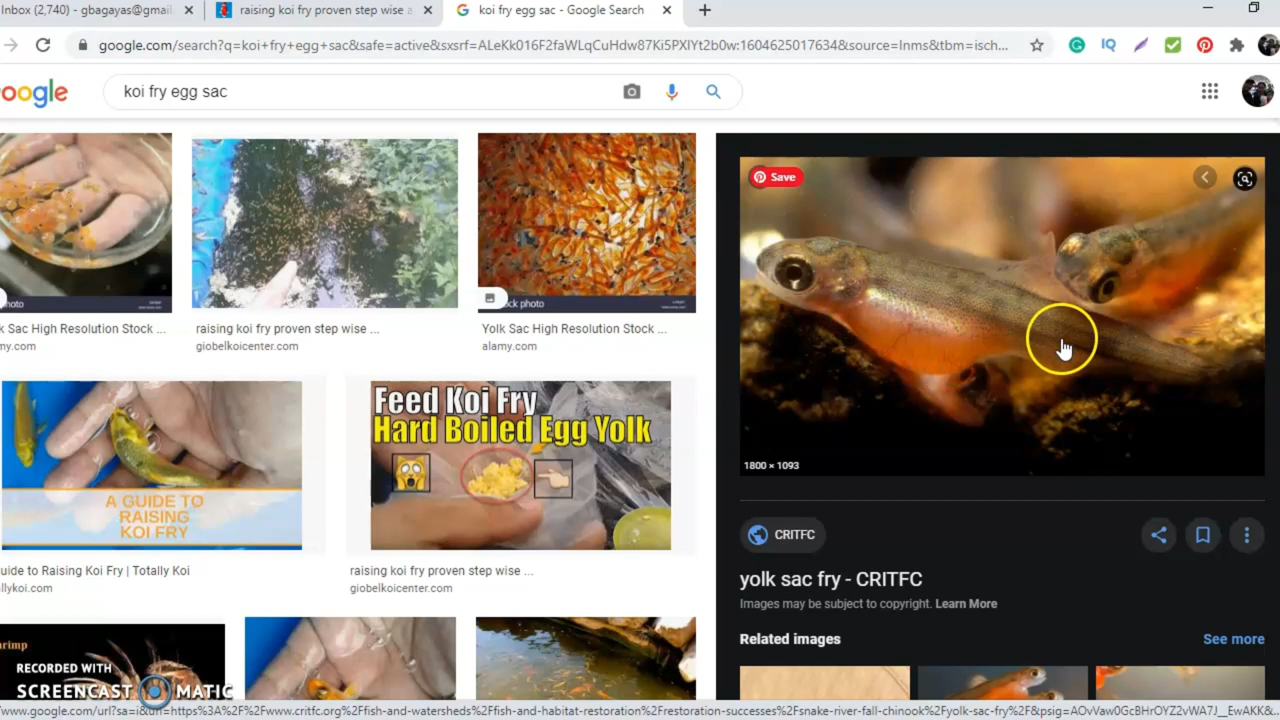 Inbox (2,740) - gbagayas@gmail
raising koi fry proven step wise
koi fry egg sac - Google Search
google.com/search?q=koi+fry+egg+sac&safe=active&sxsrf=ALeKk016F2faWLqCuHdw87Ki5PXlYt2b0w:1604625017634&source=lnms&tbm=isch...
oogle
koi fry egg sac
Save
hoto
ock photo
k Sac High Resolution Stock ...
my.com
raising koi fry proven step wise ...
giobelkoicenter.com
Yolk Sac High Resolution Stock ...
alamy.com
1800 × 1093
Feed Koi Fry
Hard Boiled Egg Yolk
A GUIDE TO
RAISING
KOI FRY
CRITFC
uide to Raising Koi Fry | Totally Koi
llykoi.com
raising koi fry proven step wise ...
giobelkoicenter.com
yolk sac fry - CRITFC
Images may be subject to copyright. Learn More
Related images
See more
hrimp
RECORDED WITH
SCREENCAST MATIC
www.google.com/url?sa=i&url=https%3A%2F%2Fwww.critfc.org%2Ffish-and-watersheds%2Ffish-and-habitat-restoration%2Frestoration-successes%2Fsnake-river-fall-chinook%2Fyolk-sac-fry%2F&psig=AOvVaw0GcBHrOYZ2vWA7J__EwAKK&...